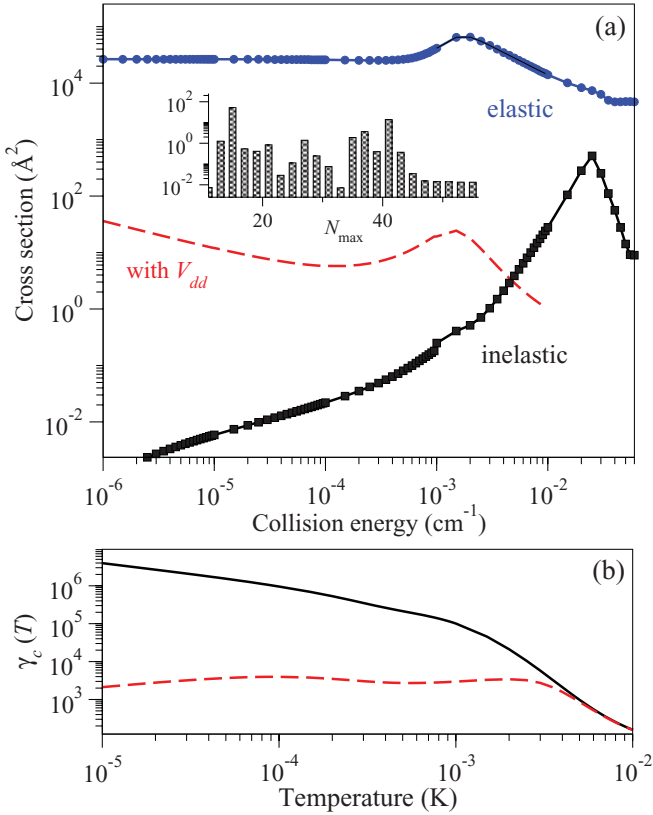 (a)
10^4
10^2
10^0
10^-2
Cross section (Å^2)
elastic
10^2
10^0
10^-2
20
40
N_max
with V_dd
inelastic
10^-6
10^-5
10^-4
10^-3
10^-2
Collision energy (cm^-1)
(b)
10^6
10^5
10^4
10^3
γ_c (T)
10^-5
10^-4
10^-3
10^-2
Temperature (K)